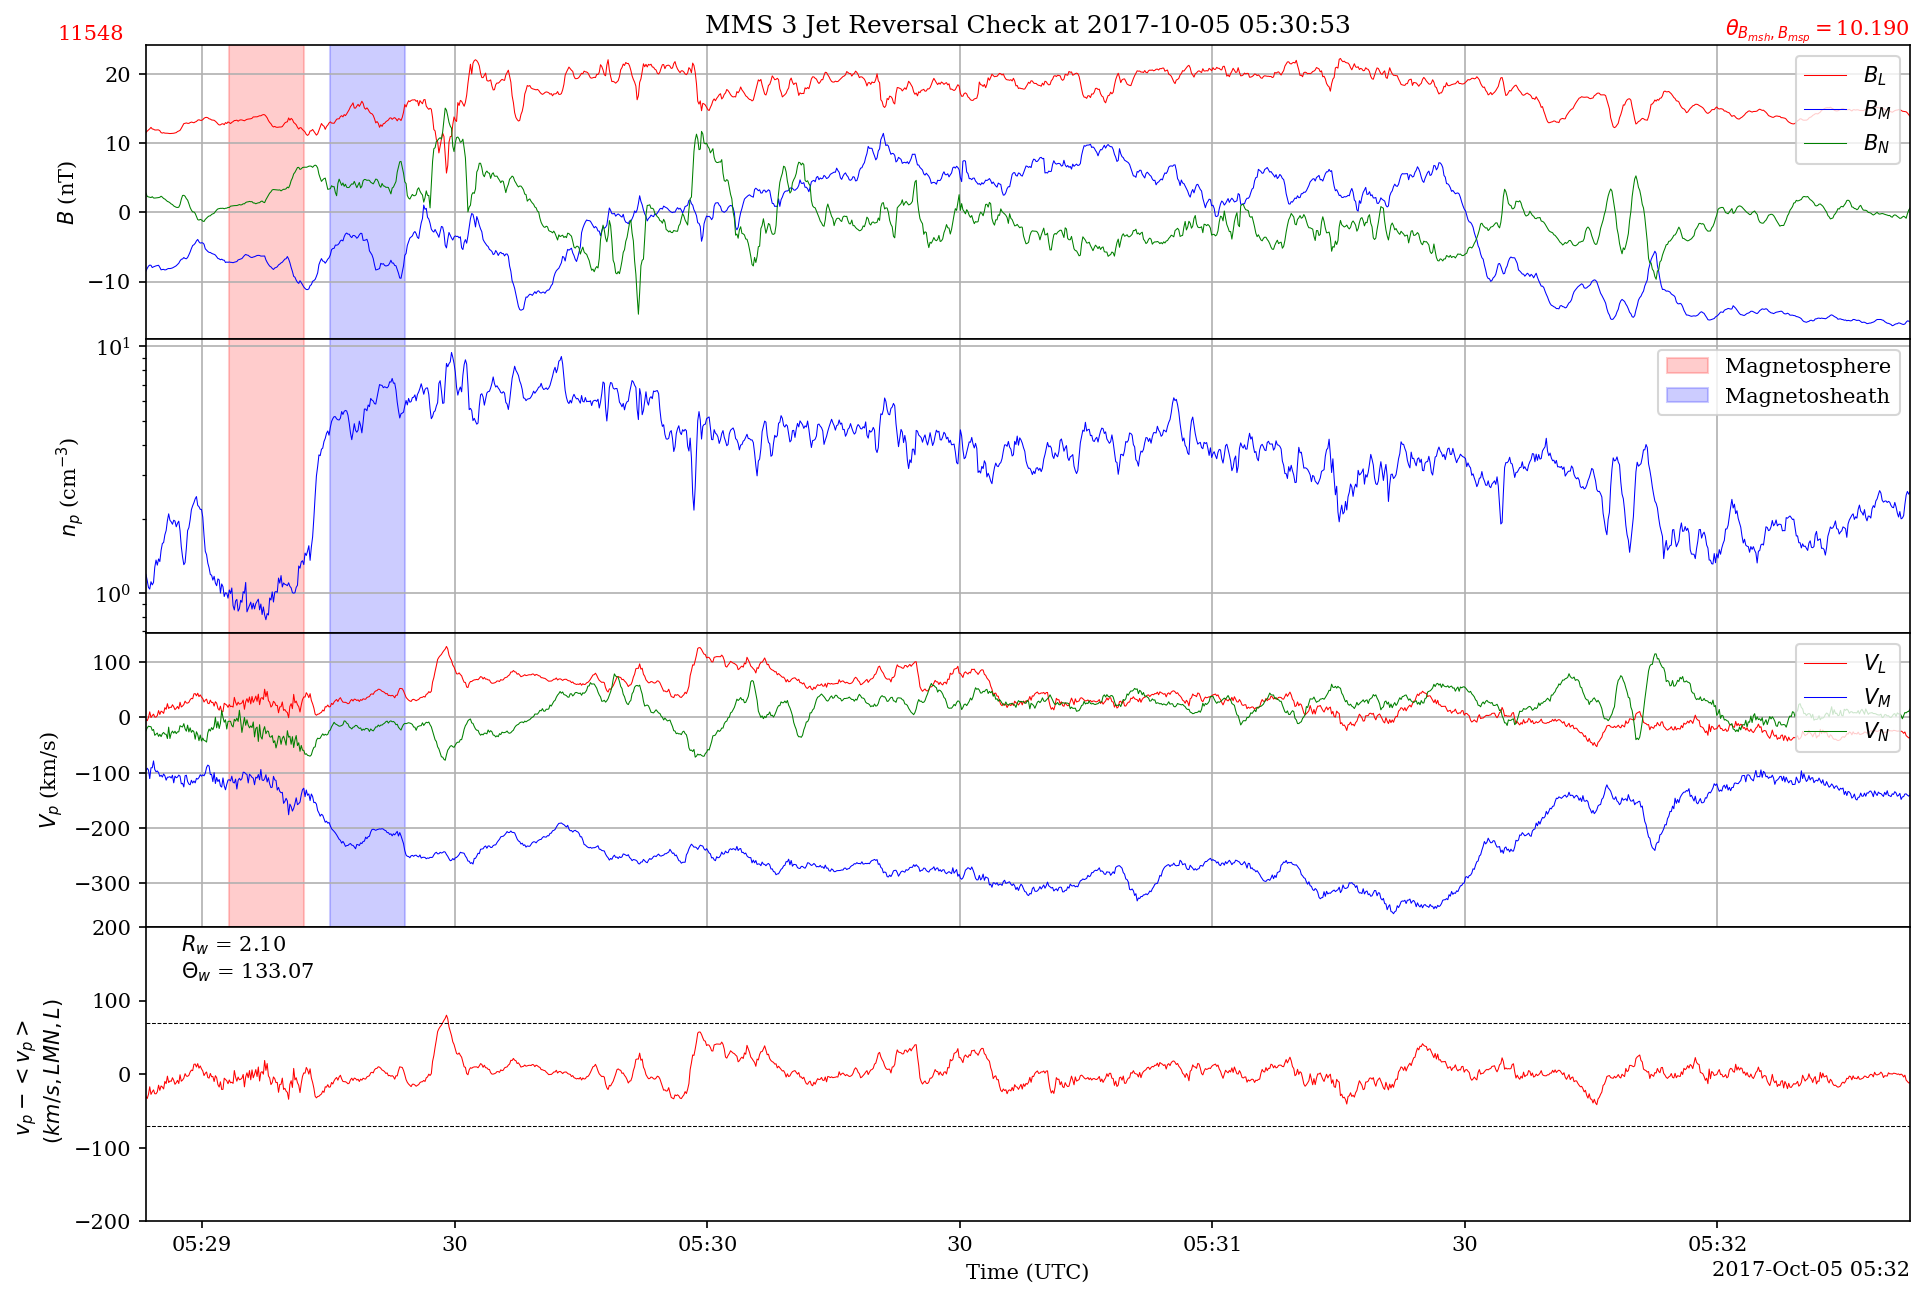 11548
MMS 3 Jet Reversal Check at 2017-10-05 05:30:53
θ_{B_{msh}, B_{msp}} = 10.190
20
10
0
−10
B (nT)
B_L
B_M
B_N
10^1
10^0
n_p (cm^{−3})
Magnetosphere
Magnetosheath
100
0
−100
−200
−300
V_p (km/s)
V_L
V_M
V_N
200
100
0
−100
−200
v_p − < v_p >
(km/s, LMN, L)
R_w = 2.10
Θ_w = 133.07
05:29 30 05:30 30 05:31 30 05:32
Time (UTC)
2017-Oct-05 05:32